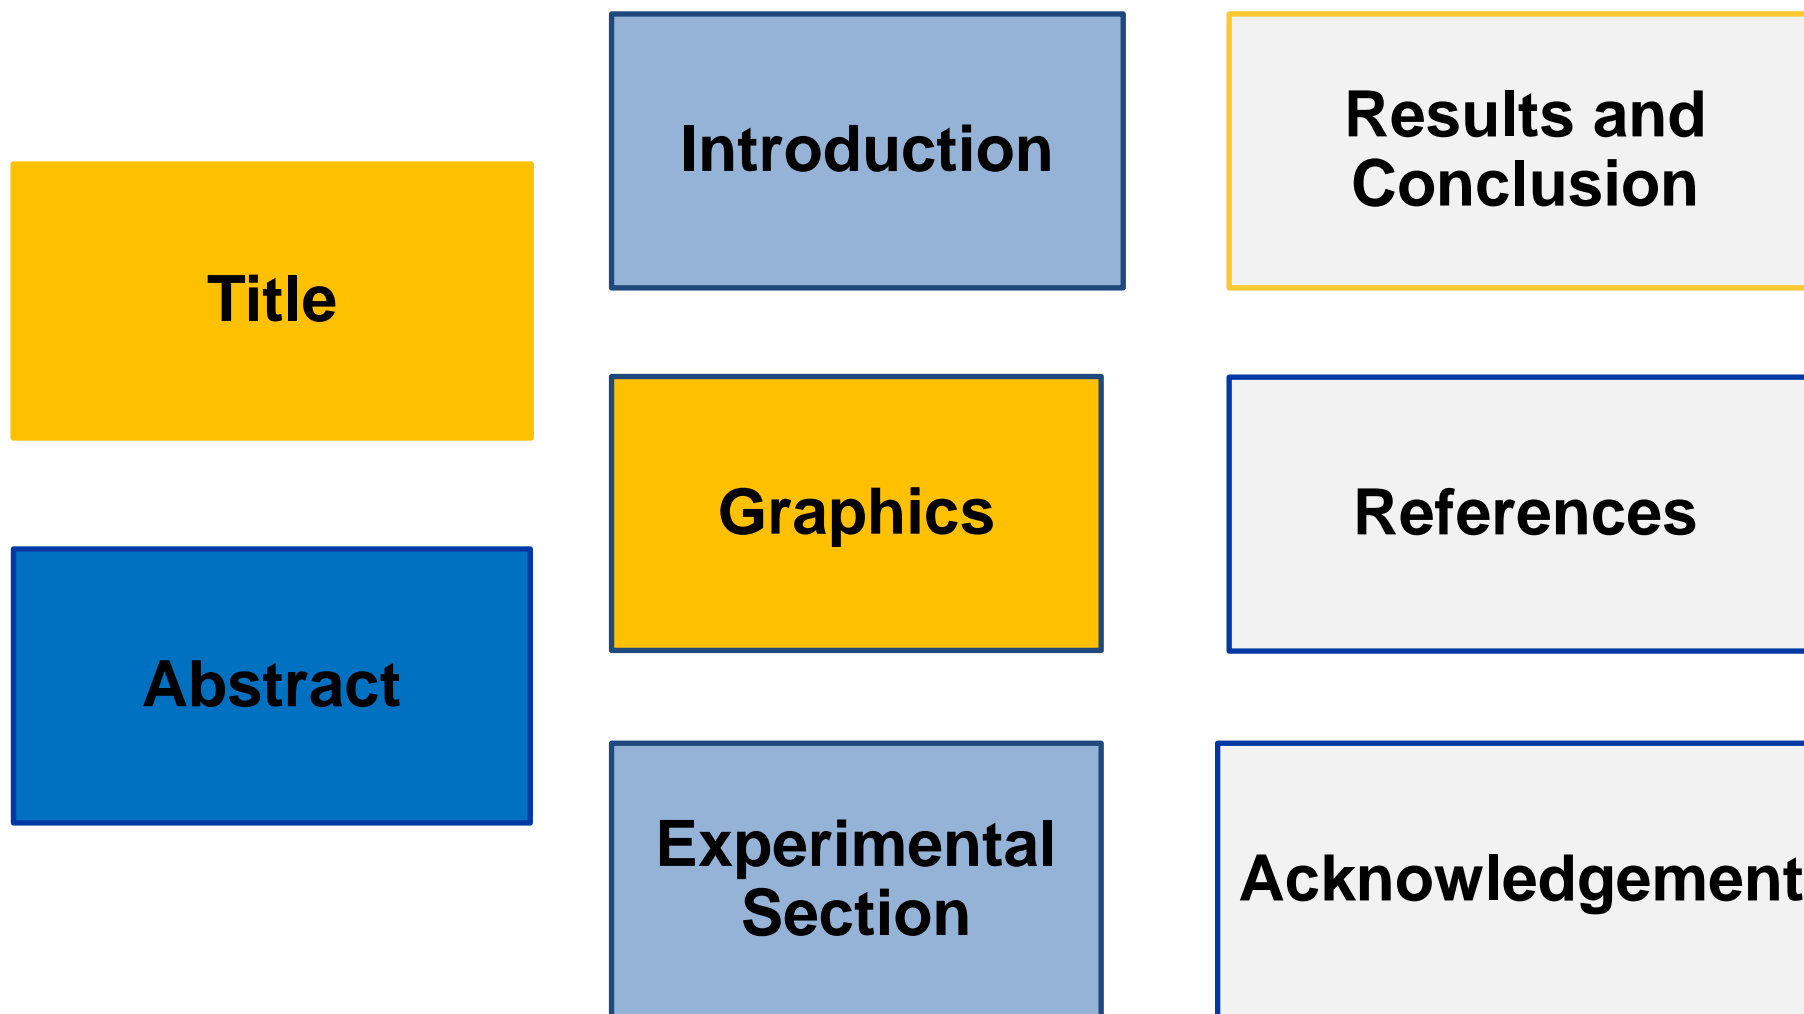 Title
Abstract
Introduction
Graphics
Experimental
Section
Results and
Conclusion
References
Acknowledgement